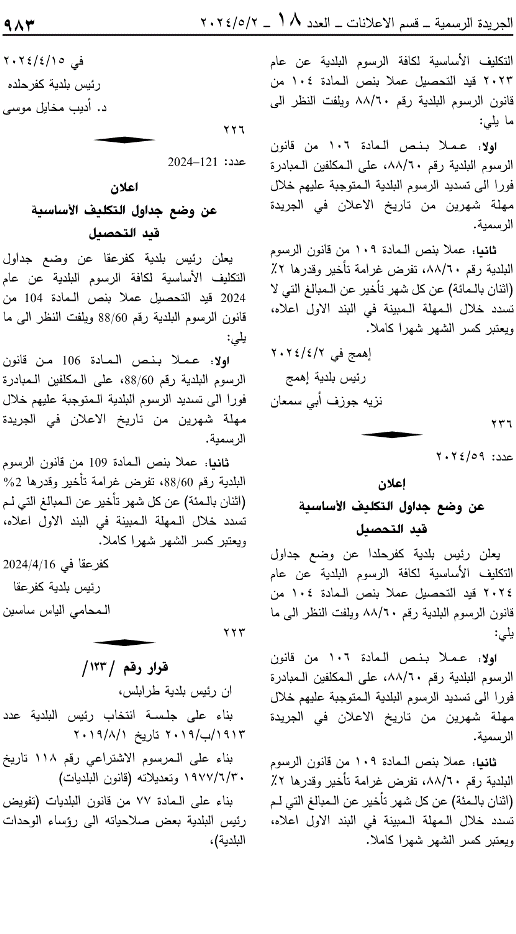 الجريدة الرسمية ــ قسم الاعلانات ــ العدد ١٨ ــ ٢٠٢٤/٥/٢
٩٨٣
التكليف الأساسية لكافة الرسوم البلدية عن عام
٢٠٢٣ قيد التحصيل عملا بنص المادة ١٠٤ من
قانون الرسوم البلدية رقم ٨٨/٦٠ ويلفت النظر الى
ما يلي:
اولا: عملا بنص المادة ١٠٦ من قانون
الرسوم البلدية رقم ٨٨/٦٠، على المكلفين المبادرة
فورا الى تسديد الرسوم البلدية المتوجبة عليهم خلال
مهلة شهرين من تاريخ الاعلان في الجريدة
الرسمية.
ثانيا: عملا بنص المادة ١٠٩ من قانون الرسوم
البلدية رقم ٨٨/٦٠، تفرض غرامة تأخير وقدرها ٢٪
(اثنان بالمائة) عن كل شهر تأخير عن المبالغ التي لا
تسدد خلال المهلة المبينة في البند الاول اعلاه،
ويعتبر كسر الشهر شهرا كاملا.
إهمج في ٢٠٢٤/٤/٢
رئيس بلدية إهمج
نزيه جوزف أبي سمعان
٢٣٦
عدد: ٢٠٢٤/٥٩
إعلان
عن وضع جداول التكليف الأساسية
قيد التحصيل
يعلن رئيس بلدية كفرحلدا عن وضع جداول
التكليف الأساسية لكافة الرسوم البلدية عن عام
٢٠٢٤ قيد التحصيل عملا بنص المادة ١٠٤ من
قانون الرسوم البلدية رقم ٨٨/٦٠ ويلفت النظر الى ما
يلي:
اولا: عملا بنص المادة ١٠٦ من قانون
الرسوم البلدية رقم ٨٨/٦٠، على المكلفين المبادرة
فورا الى تسديد الرسوم البلدية المتوجبة عليهم خلال
مهلة شهرين من تاريخ الاعلان في الجريدة
الرسمية.
ثانيا: عملا بنص المادة ١٠٩ من قانون الرسوم
البلدية رقم ٨٨/٦٠، تفرض غرامة تأخير وقدرها ٢٪
(اثنان بالمئة) عن كل شهر تأخير عن المبالغ التي لم
تسدد خلال المهلة المبينة في البند الاول اعلاه،
ويعتبر كسر الشهر شهرا كاملا.
في ٢٠٢٤/٤/١٥
رئيس بلدية كفرحلده
د. أديب مخايل موسى
٢٢٦
عدد: 121–2024
اعلان
عن وضع جداول التكليف الأساسية
قيد التحصيل
يعلن رئيس بلدية كفرعقا عن وضع جداول
التكليف الأساسية لكافة الرسوم البلدية عن عام
2024 قيد التحصيل عملا بنص المادة 104 من
قانون الرسوم البلدية رقم 88/60 ويلفت النظر الى ما
يلي:
اولا: عملا بنص المادة 106 من قانون
الرسوم البلدية رقم 88/60، على المكلفين المبادرة
فورا الى تسديد الرسوم البلدية المتوجبة عليهم خلال
مهلة شهرين من تاريخ الاعلان في الجريدة
الرسمية.
ثانيا: عملا بنص المادة 109 من قانون الرسوم
البلدية رقم 88/60، تفرض غرامة تأخير وقدرها 2%
(اثنان بالمئة) عن كل شهر تأخير عن المبالغ التي لم
تسدد خلال المهلة المبينة في البند الاول اعلاه،
ويعتبر كسر الشهر شهرا كاملا.
كفرعقا في 2024/4/16
رئيس بلدية كفرعقا
المحامي الياس ساسين
٢٢٣
قرار رقم /١٢٣/
ان رئيس بلدية طرابلس،
بناء على جلسة انتخاب رئيس البلدية عدد
١٩١٣/ب/٢٠١٩ تاريخ ٢٠١٩/٨/١
بناء على المرسوم الاشتراعي رقم ١١٨ تاريخ
١٩٧٧/٦/٣٠ وتعديلاته (قانون البلديات)
بناء على المادة ٧٧ من قانون البلديات (تفويض
رئيس البلدية بعض صلاحياته الى رؤساء الوحدات
البلدية)،